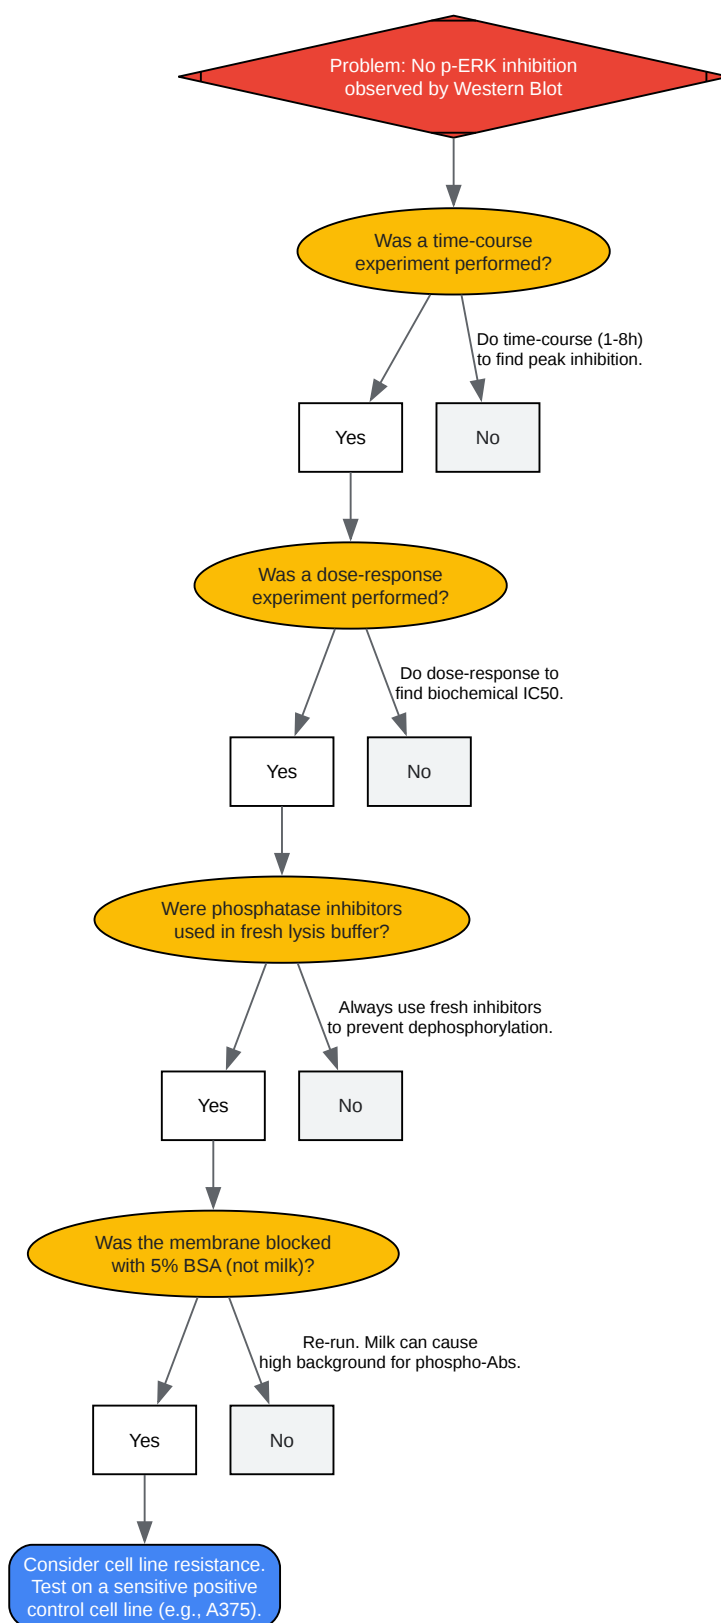 Problem: No p-ERK inhibition
observed by Western Blot
Was a time-course
experiment performed?
Do time-course (1-8h)
to find peak inhibition.
Yes
No
Was a dose-response
experiment performed?
Do dose-response to
find biochemical IC50.
Yes
No
Were phosphatase inhibitors
used in fresh lysis buffer?
Always use fresh inhibitors
to prevent dephosphorylation.
Yes
No
Was the membrane blocked
with 5% BSA (not milk)?
Re-run. Milk can cause
high background for phospho-Abs.
Yes
No
Consider cell line resistance.
Test on a sensitive positive
control cell line (e.g., A375).